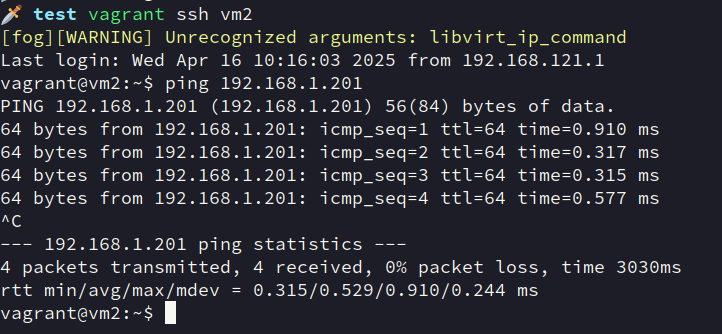 test vagrant ssh vm2
[fog][WARNING] Unrecognized arguments: libvirt_ip_command
Last login: Wed Apr 16 10:16:03 2025 from 192.168.121.1
vagrant@vm2:~$ ping 192.168.1.201
PING 192.168.1.201 (192.168.1.201) 56(84) bytes of data.
64 bytes from 192.168.1.201: icmp_seq=1 ttl=64 time=0.910 ms
64 bytes from 192.168.1.201: icmp_seq=2 ttl=64 time=0.317 ms
64 bytes from 192.168.1.201: icmp_seq=3 ttl=64 time=0.315 ms
64 bytes from 192.168.1.201: icmp_seq=4 ttl=64 time=0.577 ms
^C
--- 192.168.1.201 ping statistics ---
4 packets transmitted, 4 received, 0% packet loss, time 3030ms
rtt min/avg/max/mdev = 0.315/0.529/0.910/0.244 ms
vagrant@vm2:~$